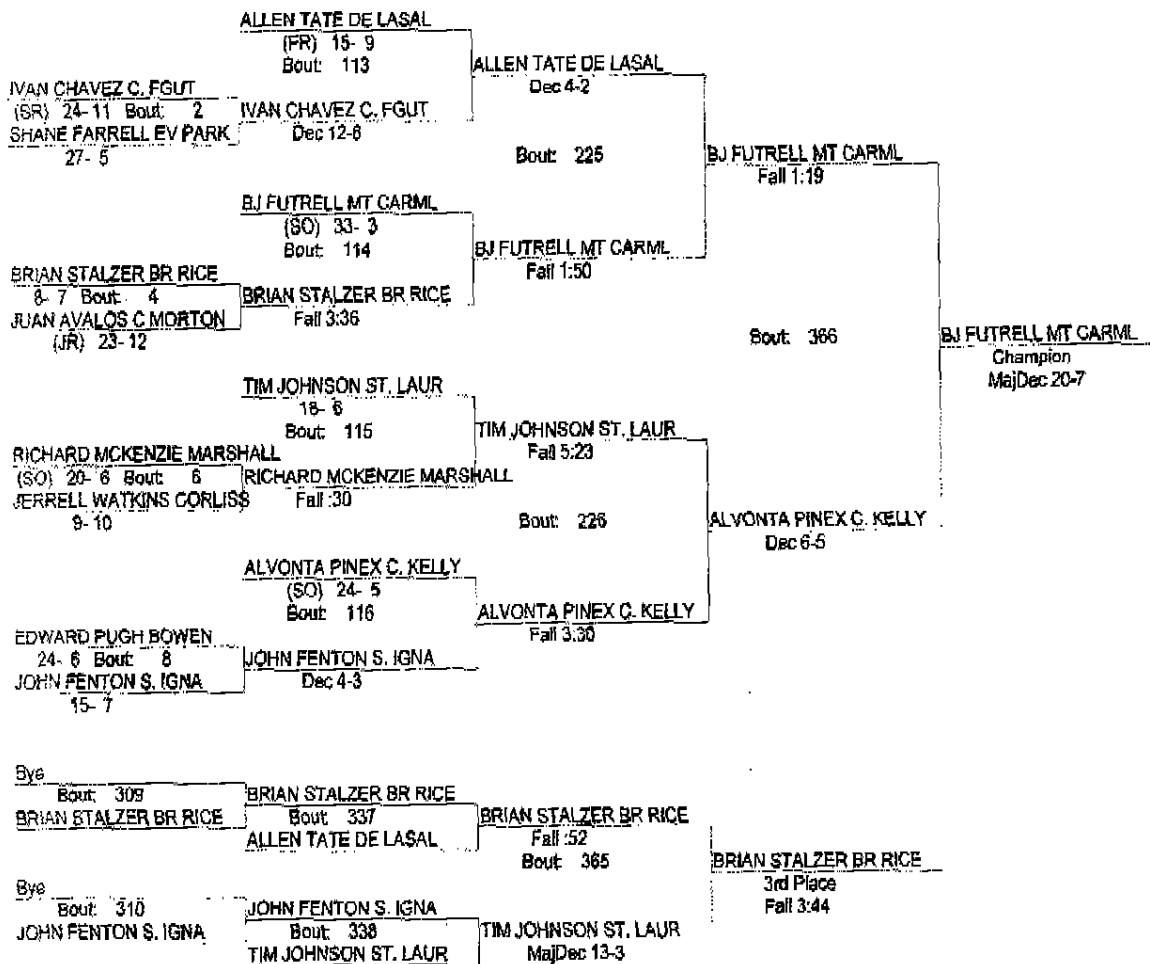 ALLEN TATE DE LASAL
(FR) 15- 9
Bout: 113
ALLEN TATE DE LASAL
Dec 4-2
IVAN CHAVEZ C. FGUT
(SR) 24-11 Bout: 2
IVAN CHAVEZ C. FGUT
SHANE FARRELL EV PARK
Dec 12-6
27- 5
Bout: 225
BJ FUTRELL MT CARML
Fall 1:19
BJ FUTRELL MT CARML
(SO) 33- 3
Bout: 114
BJ FUTRELL MT CARML
Fall 1:50
BRIAN STALZER BR RICE
8- 7 Bout: 4
BRIAN STALZER BR RICE
JUAN AVALOS C MORTON
Fall 3:36
(JR) 23-12
Bout: 366
BJ FUTRELL MT CARML
Champion
MajDec 20-7
TIM JOHNSON ST. LAUR
18- 6
Bout: 115
TIM JOHNSON ST. LAUR
Fall 5:23
RICHARD MCKENZIE MARSHALL
(SO) 20- 6 Bout: 6
RICHARD MCKENZIE MARSHALL
JERRELL WATKINS CORLISS
Fall :30
9- 10
Bout: 226
ALVONTA PINEX C. KELLY
Dec 6-5
ALVONTA PINEX C. KELLY
(SO) 24- 5
Bout: 116
ALVONTA PINEX C. KELLY
Fall 3:30
EDWARD PUGH BOWEN
24- 6 Bout: 8
JOHN FENTON S. IGNA
JOHN FENTON S. IGNA
Dec 4-3
15- 7
Bye
Bout: 309
BRIAN STALZER BR RICE
BRIAN STALZER BR RICE
Bout: 337
BRIAN STALZER BR RICE
ALLEN TATE DE LASAL
Fall :52
Bout: 365
BRIAN STALZER BR RICE
3rd Place
Fall 3:44
Bye
Bout: 310
JOHN FENTON S. IGNA
JOHN FENTON S. IGNA
Bout: 338
TIM JOHNSON ST. LAUR
TIM JOHNSON ST. LAUR
MajDec 13-3